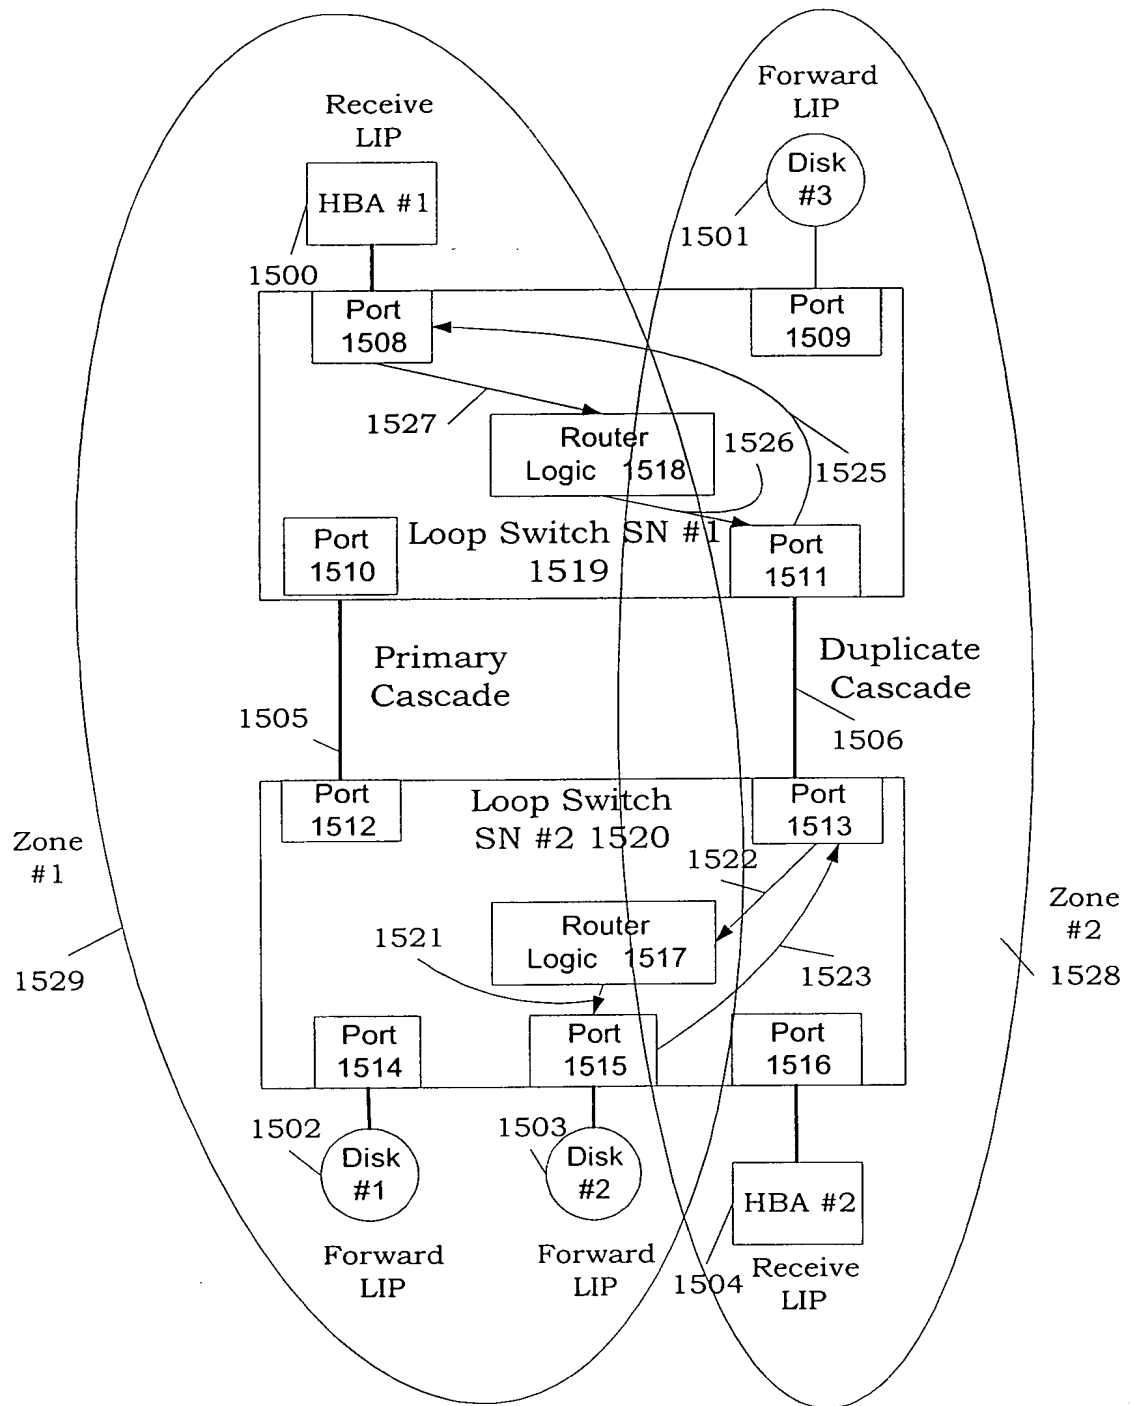 Forward
LIP
Receive
LIP
Disk
#3
HBA #1
1501
1500
Port
1508
Port
1509
1527
Router
Logic 1518
1526
1525
Port
1510
Loop Switch SN #1
1519
Port
1511
Primary
Cascade
Duplicate
Cascade
1505
1506
Port
1512
Loop Switch
SN #2 1520
Port
1513
Zone
#1
1522
Zone
#2
1521
Router
Logic 1517
1523
1529
1528
Port
1514
Port
1515
Port
1516
1502
1503
Disk
#1
Disk
#2
HBA #2
Forward
LIP
Forward
LIP
1504
Receive
LIP